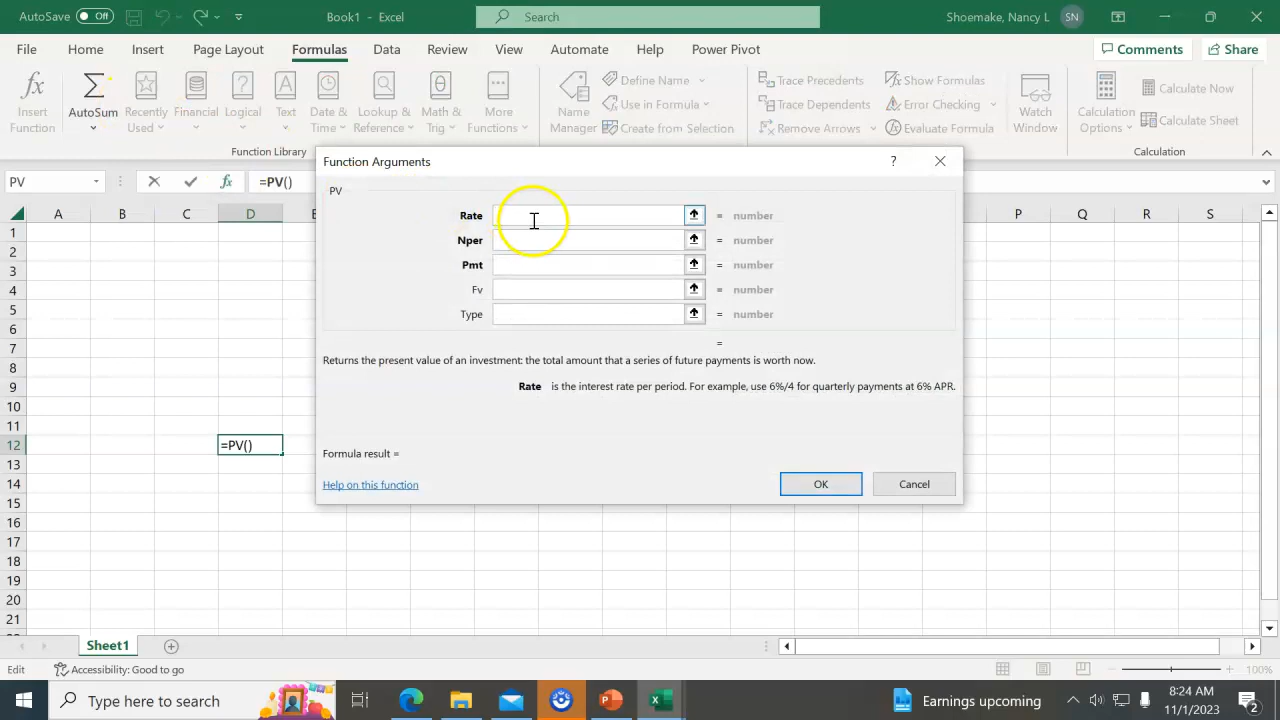 AutoSave Off Book1 - Excel Search Shoemake, Nancy L SN
File Home Insert Page Layout Formulas Data Review View Automate Help Power Pivot Comments Share
fx Insert Function
AutoSum
Recently Used
Financial
Logical
Text
Date & Time
Lookup & Reference
Math & Trig
More Functions
Function Library
Name Manager
Define Name
Use in Formula
Create from Selection
Trace Precedents
Trace Dependents
Remove Arrows
Show Formulas
Error Checking
Evaluate Formula
Watch Window
Calculation Options
Calculate Now
Calculate Sheet
Calculation
PV fx =PV()
Function Arguments ?
PV
Rate = number
Nper = number
Pmt = number
Fv = number
Type = number
=
Returns the present value of an investment: the total amount that a series of future payments is worth now.
Rate is the interest rate per period. For example, use 6%/4 for quarterly payments at 6% APR.
Formula result =
Help on this function
OK Cancel
A B C D E P Q R S
1
2
3
4
5
6
7
8
9
10
11
12 =PV()
13
14
15
16
17
18
19
20
21
Sheet1
Edit Accessibility: Good to go 100%
Type here to search Earnings upcoming 8:24 AM
11/1/2023 2